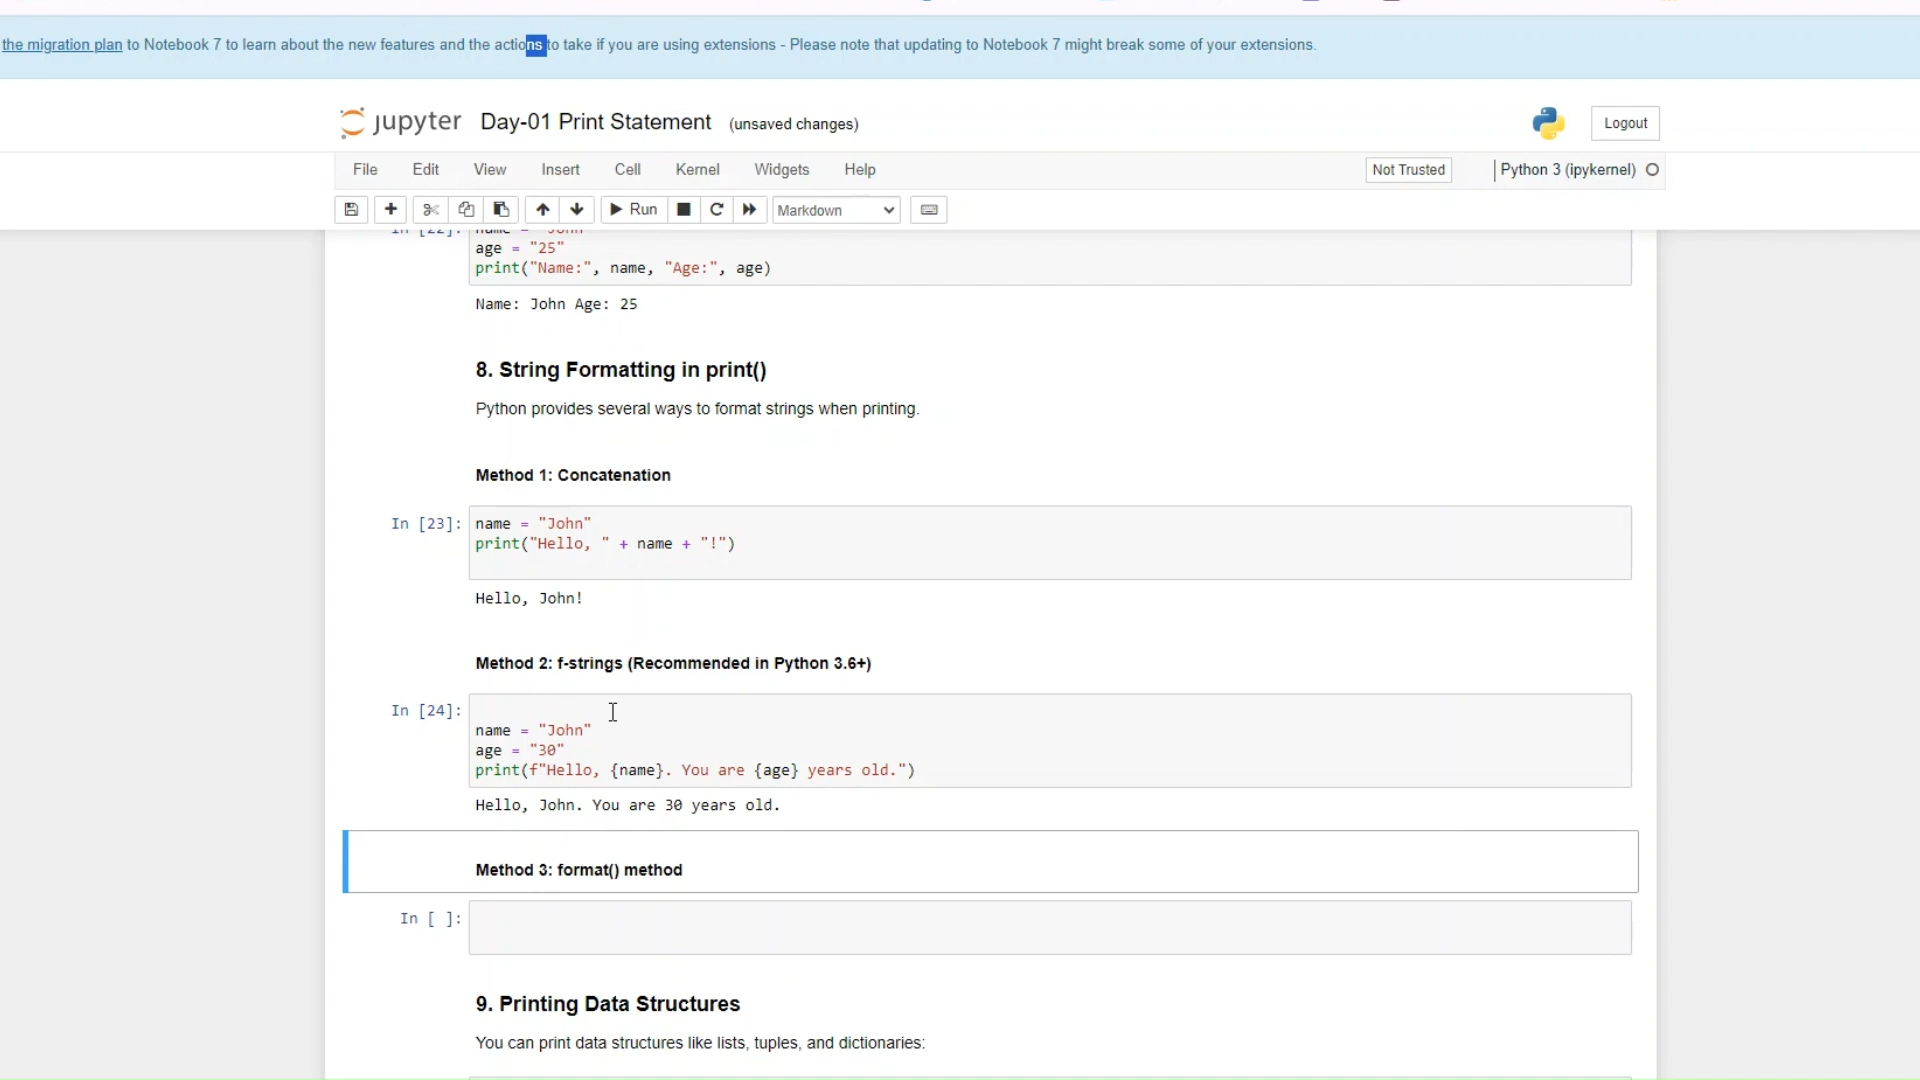 the migration plan to Notebook 7 to learn about the new features and the actions to take if you are using extensions - Please note that updating to Notebook 7 might break some of your extensions.
jupyter Day-01 Print Statement (unsaved changes)
Logout
File Edit View Insert Cell Kernel Widgets Help
Not Trusted
Python 3 (ipykernel)
Run
Markdown
In [22]: name = "John"
age = "25"
print("Name:", name, "Age:", age)
Name: John Age: 25
8. String Formatting in print()
Python provides several ways to format strings when printing.
Method 1: Concatenation
In [23]: name = "John"
print("Hello, " + name + "!")
Hello, John!
Method 2: f-strings (Recommended in Python 3.6+)
In [24]:
name = "John"
age = "30"
print(f"Hello, {name}. You are {age} years old.")
Hello, John. You are 30 years old.
Method 3: format() method
In [ ]:
9. Printing Data Structures
You can print data structures like lists, tuples, and dictionaries: